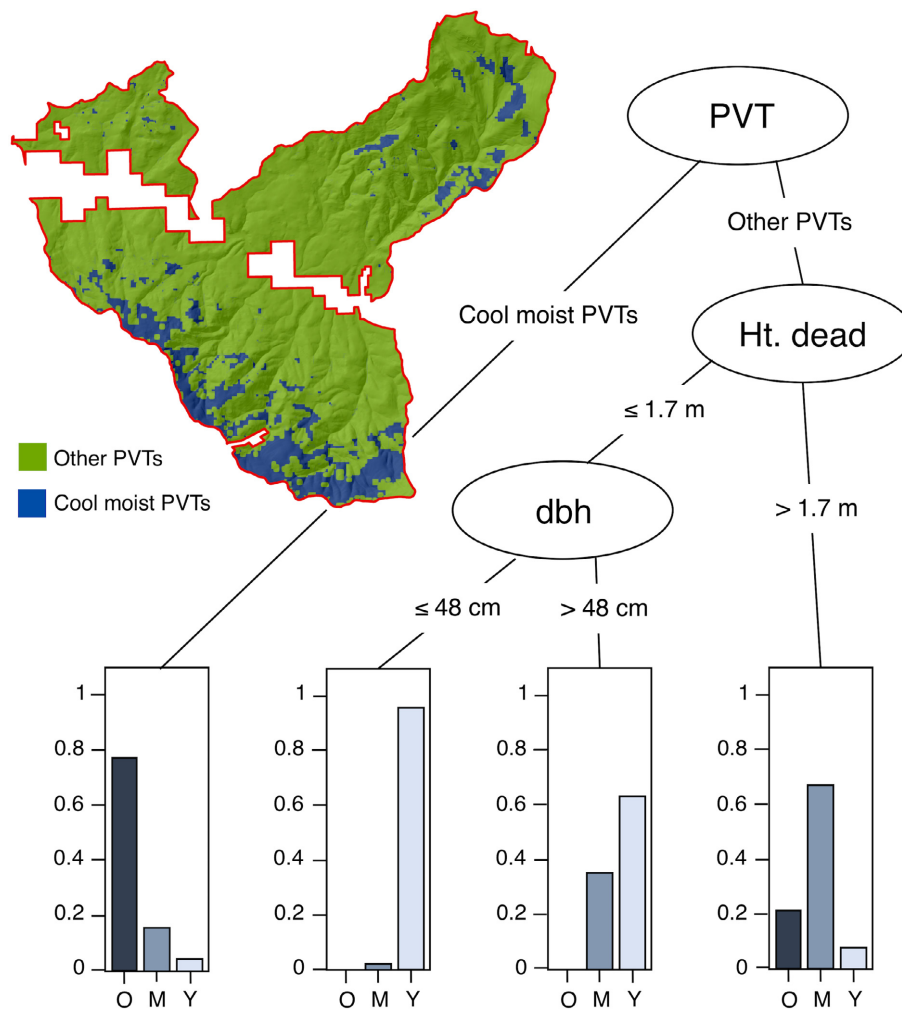 PVT
Other PVTs
Cool moist PVTs
Ht. dead
≤ 1.7 m
> 1.7 m
Other PVTs
Cool moist PVTs
dbh
≤ 48 cm
> 48 cm
1
0.8
0.6
0.4
0.2
0
O M Y
1
0.8
0.6
0.4
0.2
0
O M Y
1
0.8
0.6
0.4
0.2
0
O M Y
1
0.8
0.6
0.4
0.2
0
O M Y